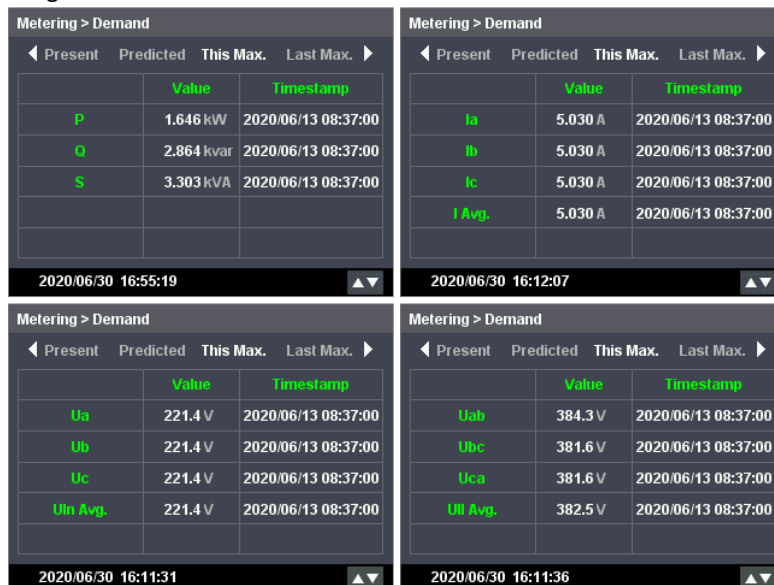 Metering > Demand
Present Predicted This Max. Last Max.
Value Timestamp
P 1.646 kW 2020/06/13 08:37:00
Q 2.864 kvar 2020/06/13 08:37:00
S 3.303 kVA 2020/06/13 08:37:00
2020/06/30 16:55:19
Metering > Demand
Present Predicted This Max. Last Max.
Value Timestamp
Ia 5.030 A 2020/06/13 08:37:00
Ib 5.030 A 2020/06/13 08:37:00
Ic 5.030 A 2020/06/13 08:37:00
I Avg. 5.030 A 2020/06/13 08:37:00
2020/06/30 16:12:07
Metering > Demand
Present Predicted This Max. Last Max.
Value Timestamp
Ua 221.4 V 2020/06/13 08:37:00
Ub 221.4 V 2020/06/13 08:37:00
Uc 221.4 V 2020/06/13 08:37:00
Uln Avg. 221.4 V 2020/06/13 08:37:00
2020/06/30 16:11:31
Metering > Demand
Present Predicted This Max. Last Max.
Value Timestamp
Uab 384.3 V 2020/06/13 08:37:00
Ubc 381.6 V 2020/06/13 08:37:00
Uca 381.6 V 2020/06/13 08:37:00
Ull Avg. 382.5 V 2020/06/13 08:37:00
2020/06/30 16:11:36